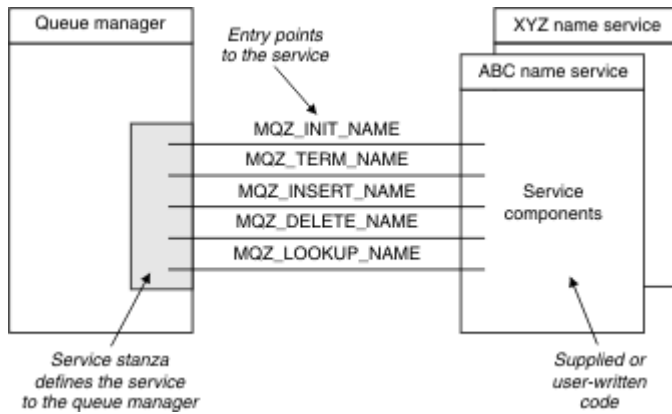 Queue manager
Entry points
to the service
XYZ name service
ABC name service
MQZ_INIT_NAME
MQZ_TERM_NAME
MQZ_INSERT_NAME
MQZ_DELETE_NAME
MQZ_LOOKUP_NAME
Service
components
Service stanza
defines the service
to the queue manager
Supplied or
user-written
code